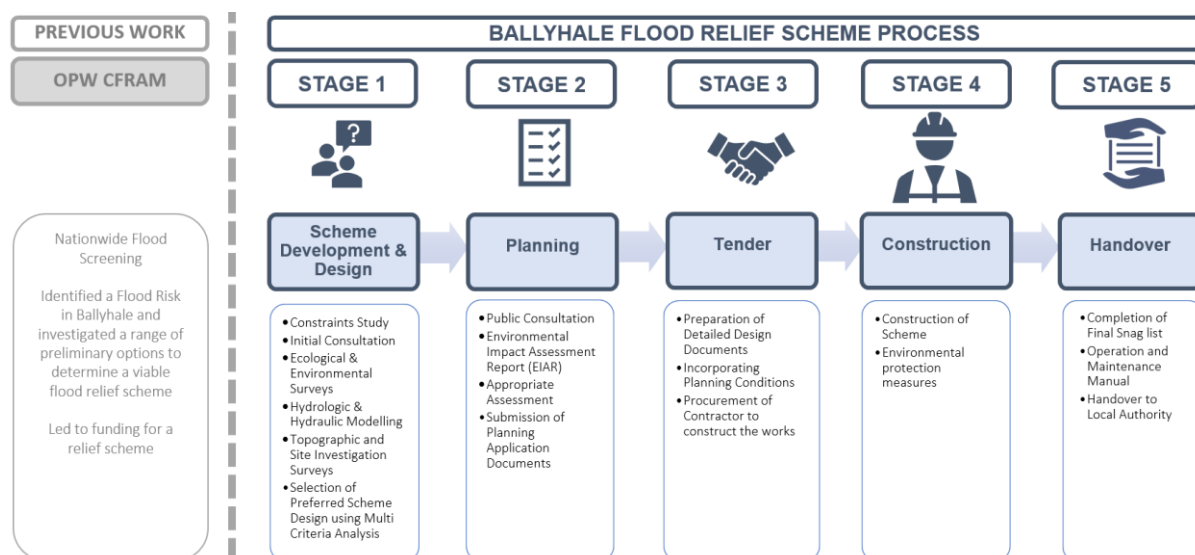 PREVIOUS WORK
OPW CFRAM
Nationwide Flood
Screening
Identified a Flood Risk
in Ballyhale and
investigated a range of
preliminary options to
determine a viable
flood relief scheme
Led to funding for a
relief scheme
BALLYHALE FLOOD RELIEF SCHEME PROCESS
STAGE 1
?
Scheme
Development &
Design
•Constraints Study
•Initial Consultation
•Ecological &
Environmental
Surveys
•Hydrologic &
Hydraulic Modelling
•Topographic and
Site Investigation
Surveys
•Selection of
Preferred Scheme
Design using Multi
Criteria Analysis
STAGE 2
Planning
•Public Consultation
•Environmental
Impact Assessment
Report (EIAR)
•Appropriate
Assessment
•Submission of
Planning
Application
Documents
STAGE 3
Tender
•Preparation of
Detailed Design
Documents
•Incorporating
Planning Conditions
•Procurement of
Contractor to
construct the works
STAGE 4
Construction
•Construction of
Scheme
•Environmental
protection
measures
STAGE 5
Handover
•Completion of
Final Snag list
•Operation and
Maintenance
Manual
•Handover to
Local Authority